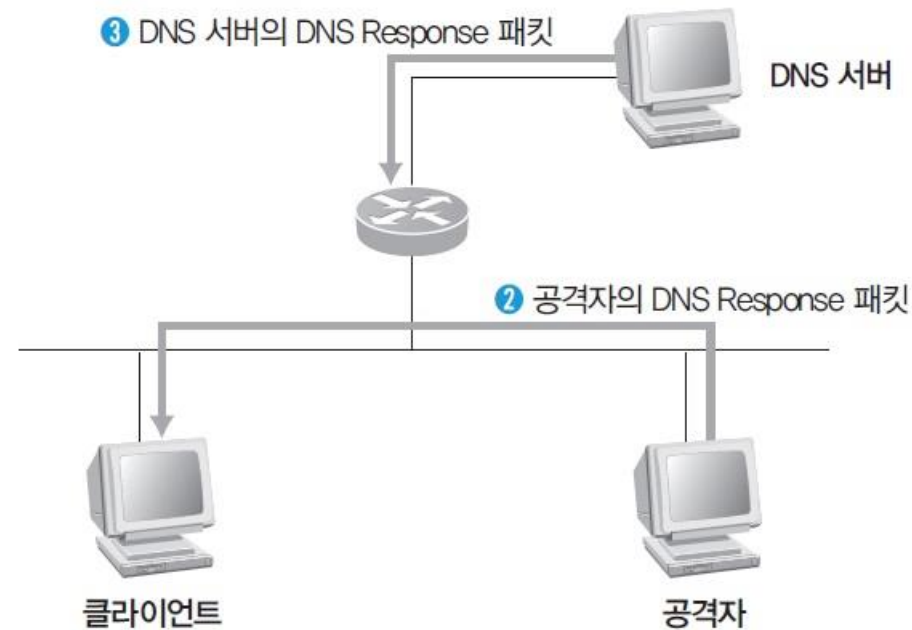 ❸ DNS 서버의 DNS Response 패킷
DNS 서버
❷ 공격자의 DNS Response 패킷
클라이언트
공격자